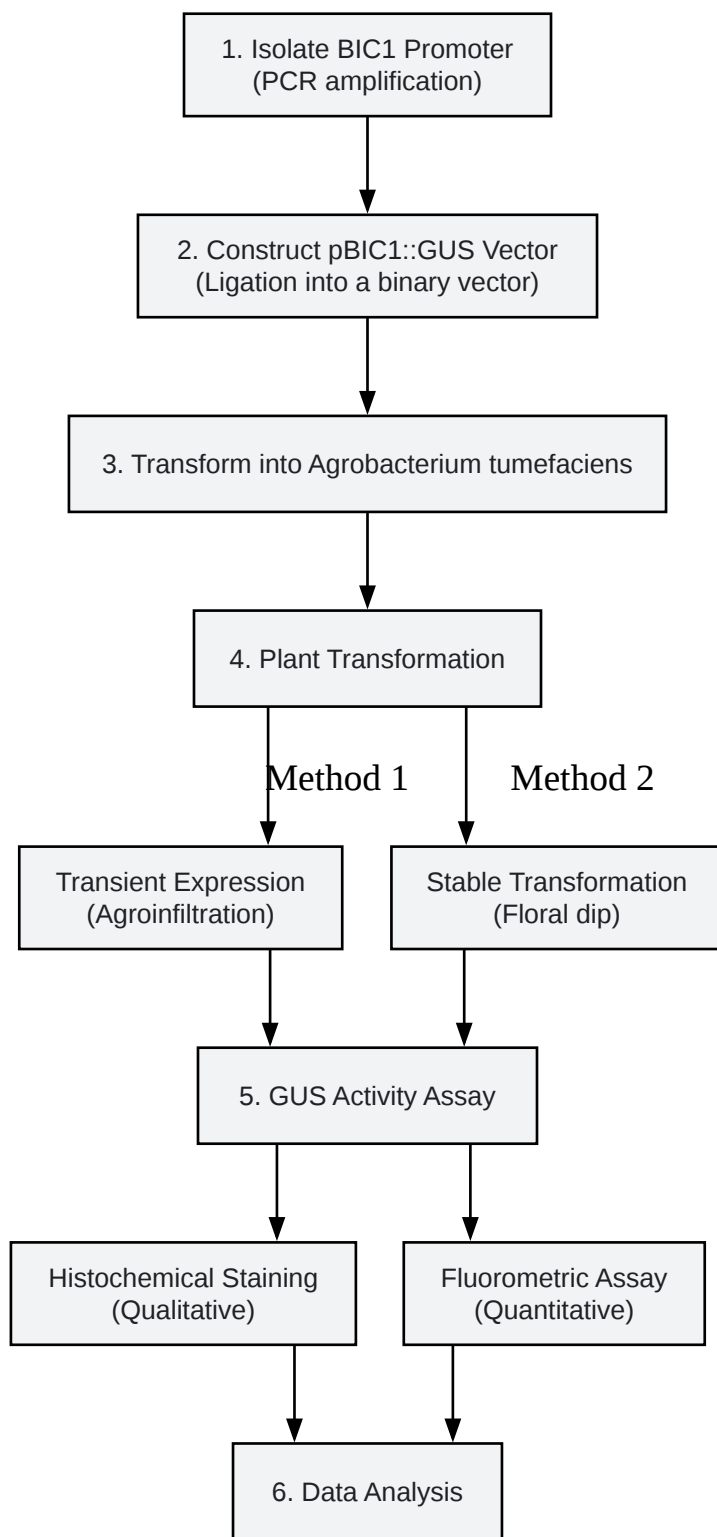 1. Isolate BIC1 Promoter
(PCR amplification)
2. Construct pBIC1::GUS Vector
(Ligation into a binary vector)
3. Transform into Agrobacterium tumefaciens
4. Plant Transformation
Method 1
Method 2
Transient Expression
(Agroinfiltration)
Stable Transformation
(Floral dip)
5. GUS Activity Assay
Histochemical Staining
(Qualitative)
Fluorometric Assay
(Quantitative)
6. Data Analysis